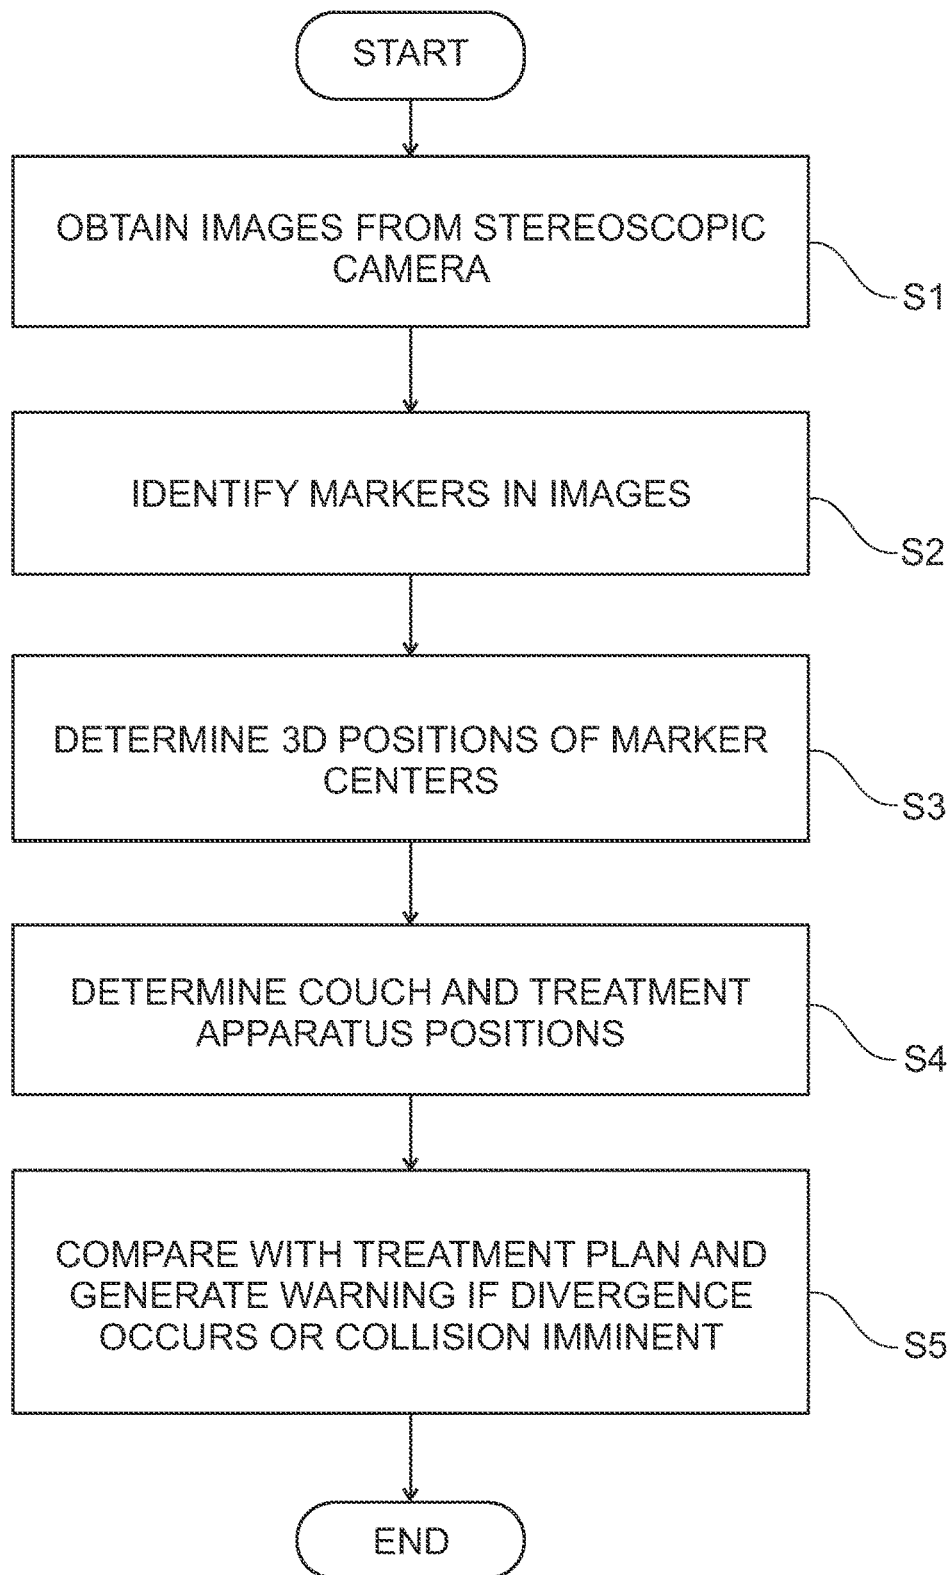 START
OBTAIN IMAGES FROM STEREOSCOPIC
CAMERA
S1
IDENTIFY MARKERS IN IMAGES
S2
DETERMINE 3D POSITIONS OF MARKER
CENTERS
S3
DETERMINE COUCH AND TREATMENT
APPARATUS POSITIONS
S4
COMPARE WITH TREATMENT PLAN AND
GENERATE WARNING IF DIVERGENCE
OCCURS OR COLLISION IMMINENT
S5
END